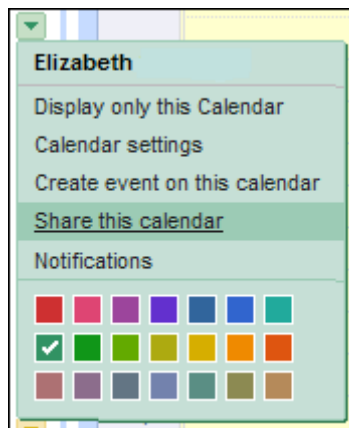 Elizabeth
Display only this Calendar
Calendar settings
Create event on this calendar
Share this calendar
Notifications